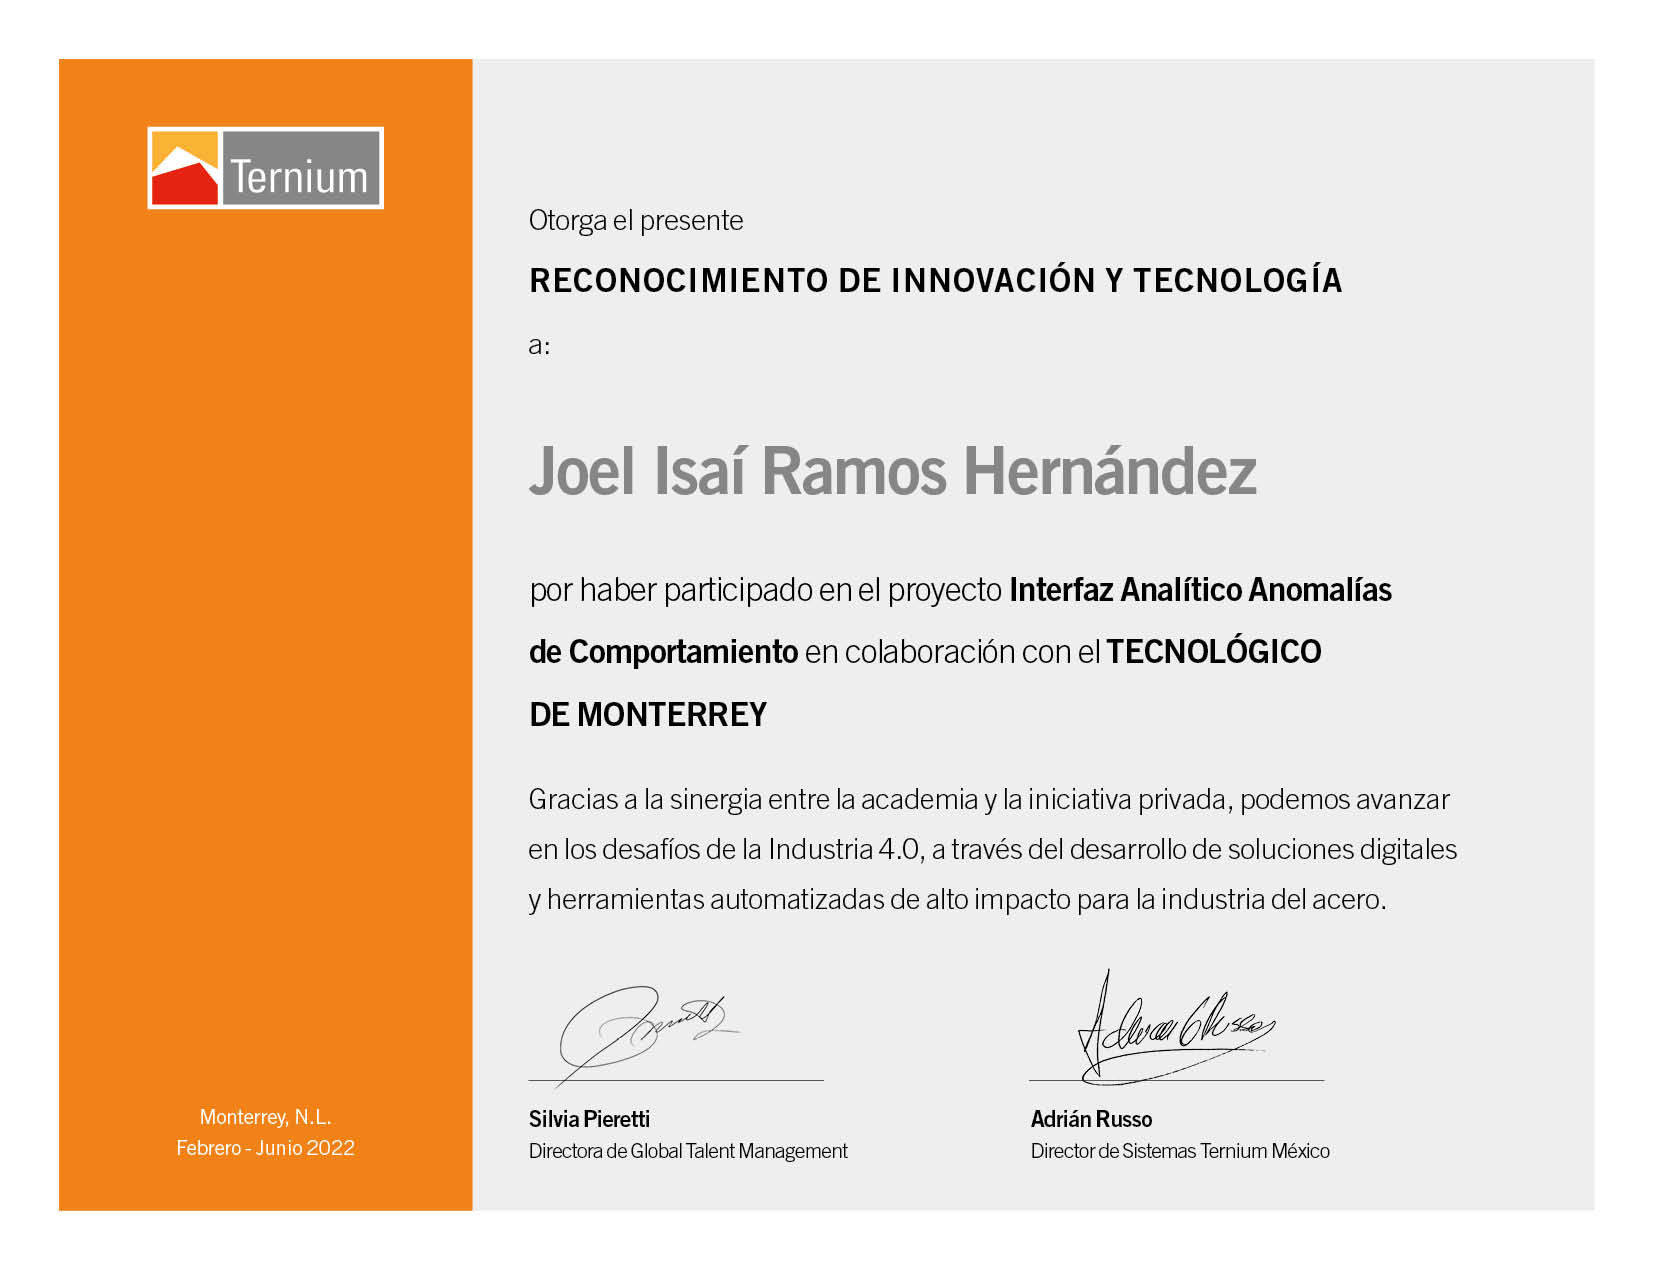 Ternium
Otorga el presente
RECONOCIMIENTO DE INNOVACIÓN Y TECNOLOGÍA
a:
Joel Isaí Ramos Hernández
por haber participado en el proyecto Interfaz Analítico Anomalías
de Comportamiento en colaboración con el TECNOLÓGICO
DE MONTERREY
Gracias a la sinergia entre la academia y la iniciativa privada, podemos avanzar
en los desafíos de la Industria 4.0, a través del desarrollo de soluciones digitales
y herramientas automatizadas de alto impacto para la industria del acero.
Silvia Pieretti
Directora de Global Talent Management
Adrián Russo
Director de Sistemas Ternium México
Monterrey, N.L.
Febrero - Junio 2022